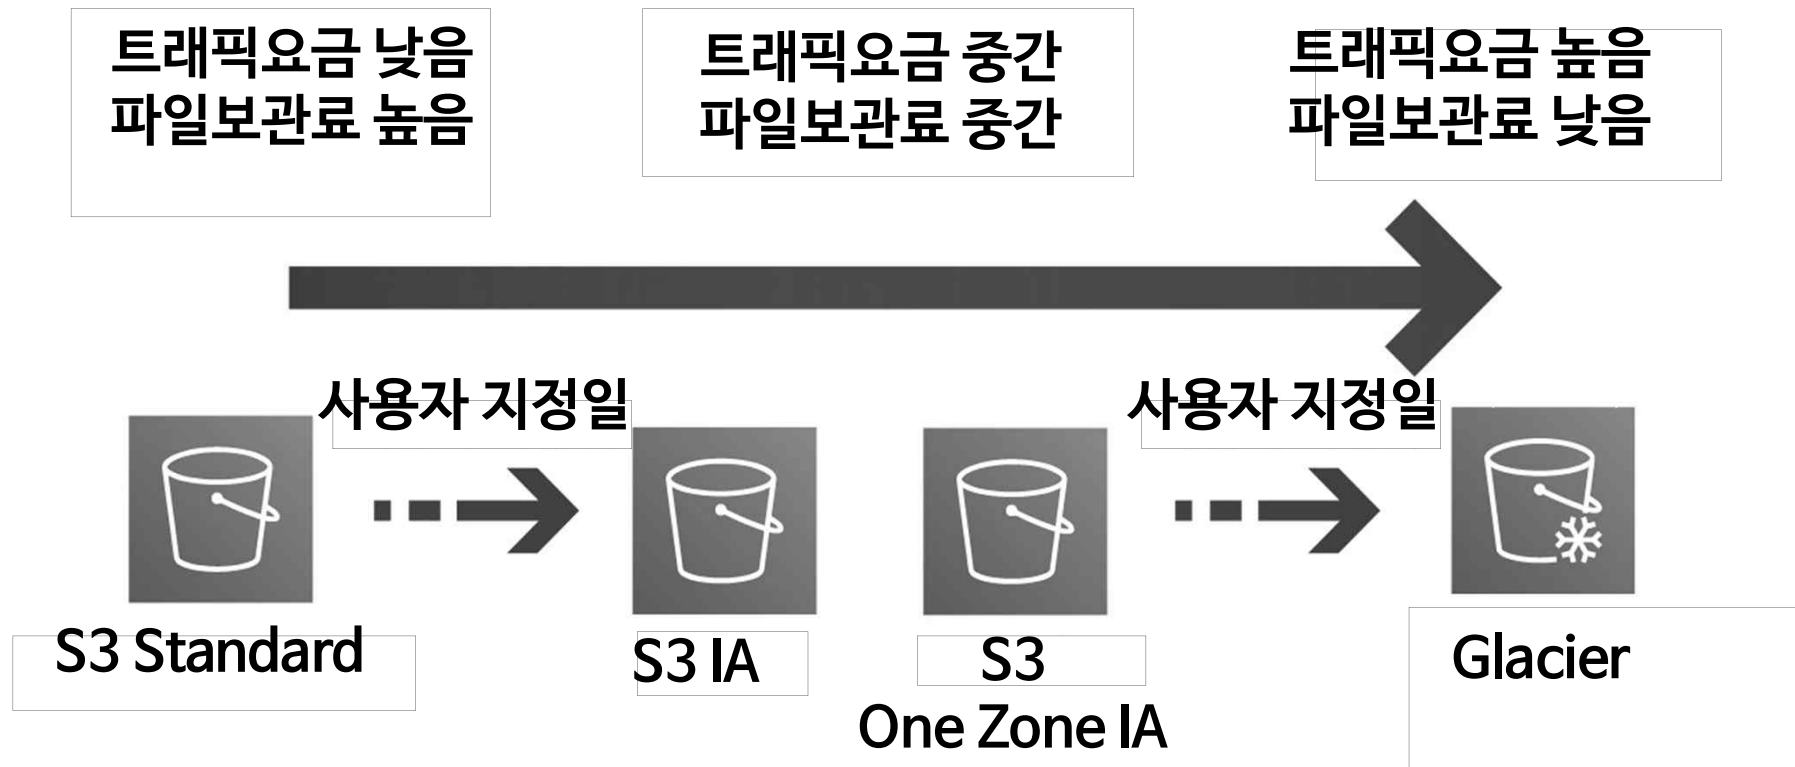 트래픽요금 낮음
파일보관료 높음
트래픽요금 중간
파일보관료 중간
트래픽요금 높음
파일보관료 낮음
사용자 지정일
사용자 지정일
S3 Standard
S3 IA
S3
One Zone IA
Glacier